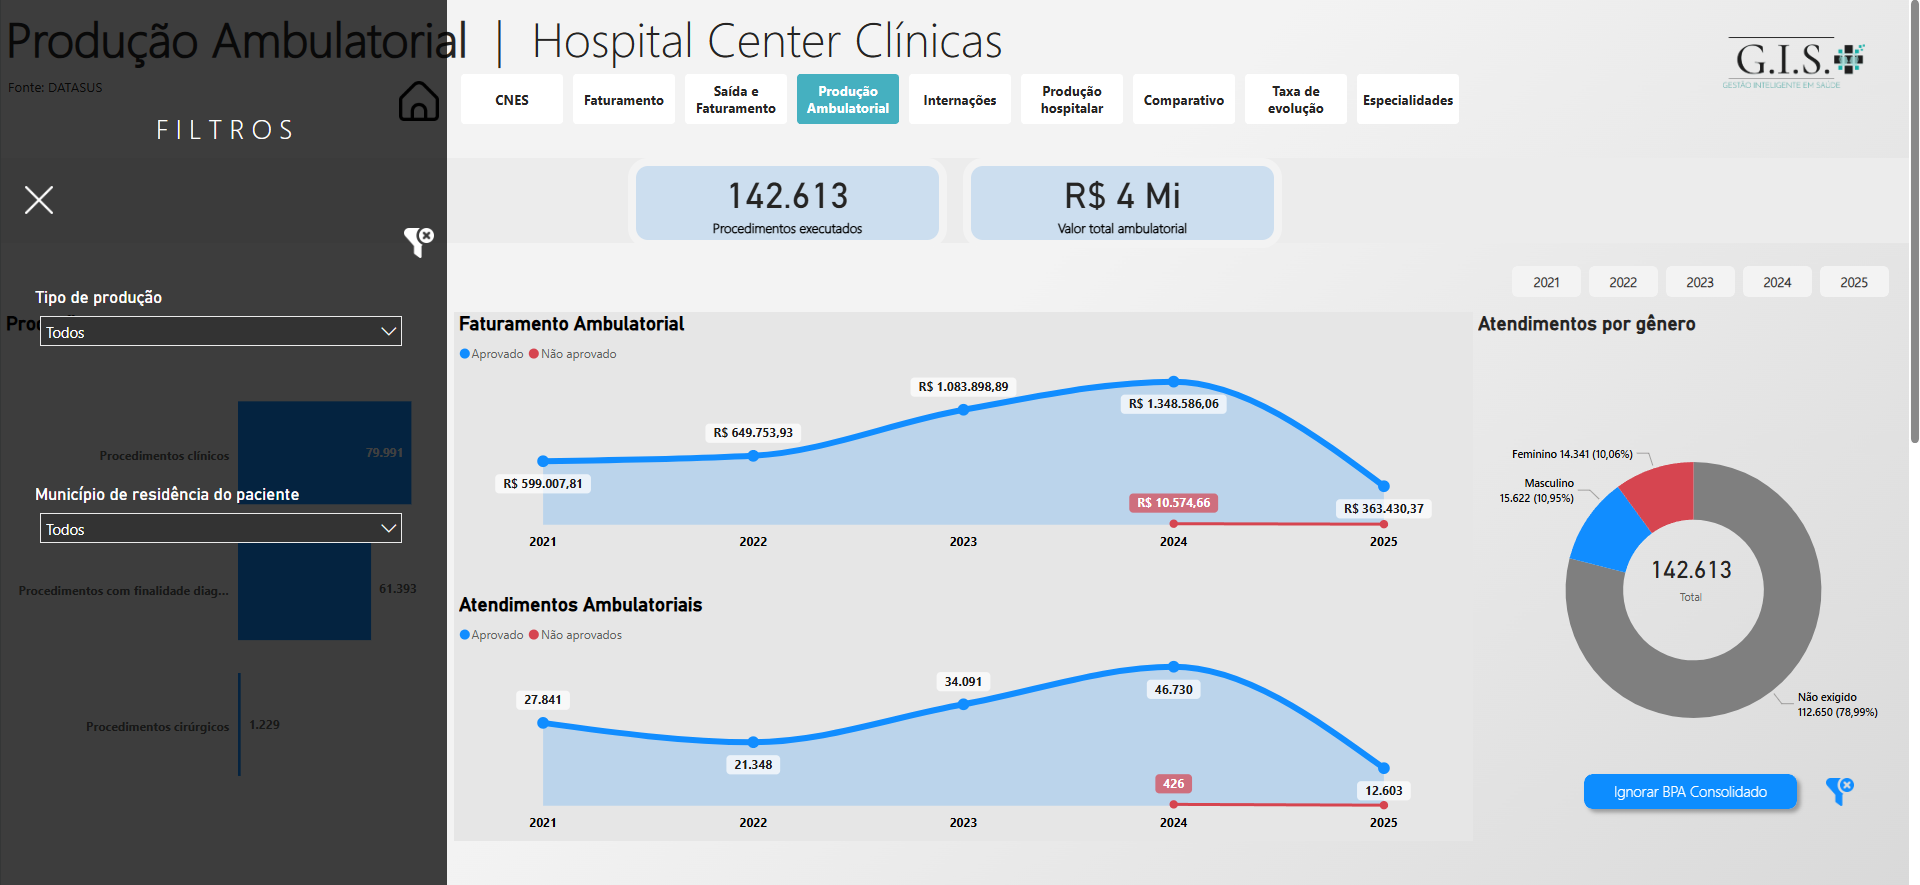 Produção Ambulatorial | Hospital Center Clínicas
Fonte: DATASUS
G.I.S.
GESTÃO INTELIGENTE EM SAÚDE
CNES
Faturamento
Saída e
Faturamento
Produção
Ambulatorial
Internações
Produção
hospitalar
Comparativo
Taxa de
evolução
Especialidades
FILTROS
142.613
Procedimentos executados
R$ 4 Mi
Valor total ambulatorial
2021
2022
2023
2024
2025
Tipo de produção
Todos
Procedimentos clínicos
79.991
Município de residência do paciente
Todos
Procedimentos com finalidade diag...
61.393
Procedimentos cirúrgicos
1.229
Faturamento Ambulatorial
Aprovado
Não aprovado
R$ 599.007,81
R$ 649.753,93
R$ 1.083.898,89
R$ 1.348.586,06
R$ 10.574,66
R$ 363.430,37
2021
2022
2023
2024
2025
Atendimentos Ambulatoriais
Aprovado
Não aprovados
27.841
21.348
34.091
46.730
426
12.603
2021
2022
2023
2024
2025
Atendimentos por gênero
Feminino 14.341 (10,06%)
Masculino
15.622 (10,95%)
142.613
Total
Não exigido
112.650 (78,99%)
Ignorar BPA Consolidado